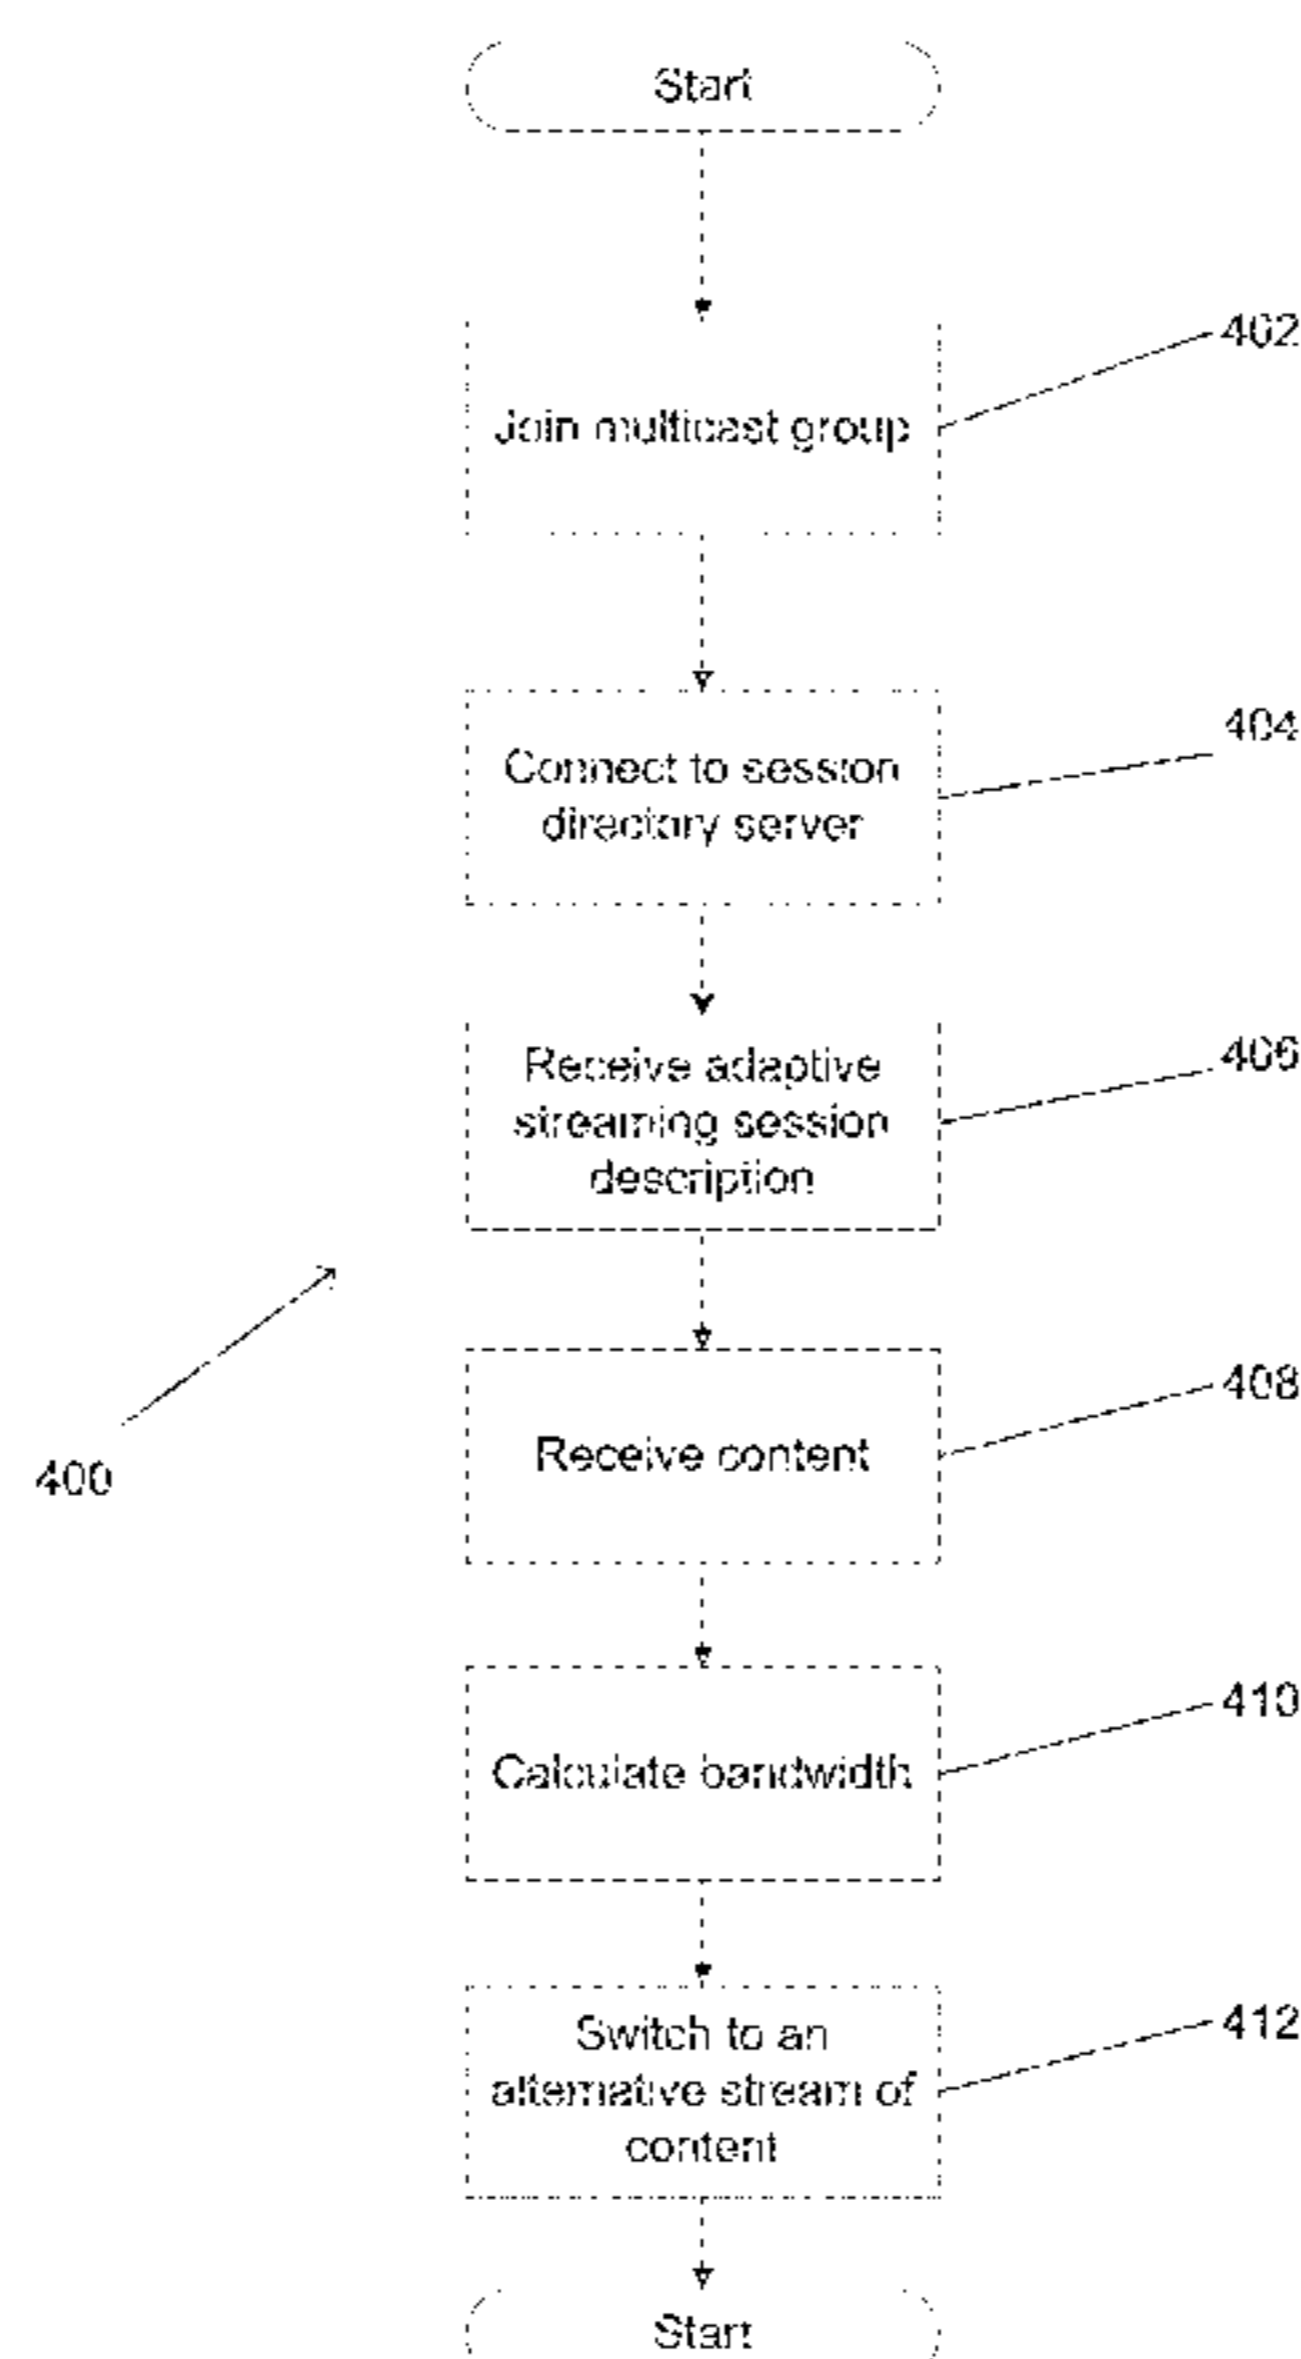 Start
402
Join multicast group
404
Connect to session
directory server
406
Receive adaptive
streaming session
description
408
Receive content
400
410
Calculate bandwidth
412
Switch to an
alternative stream of
content
Start